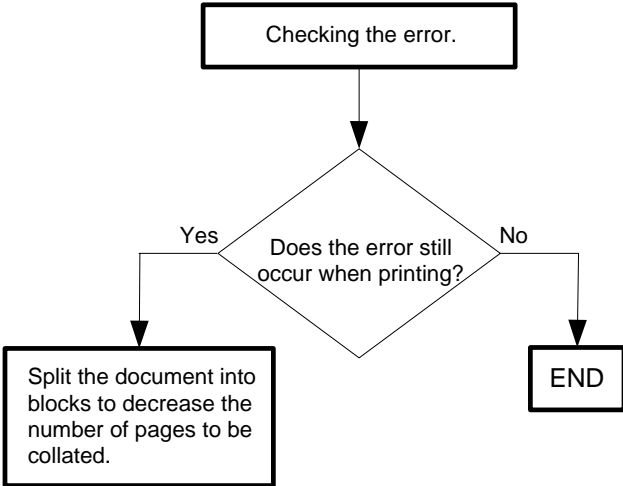 Checking the error.
Yes
No
Does the error still
occur when printing?
Split the document into
blocks to decrease the
number of pages to be
collated.
END